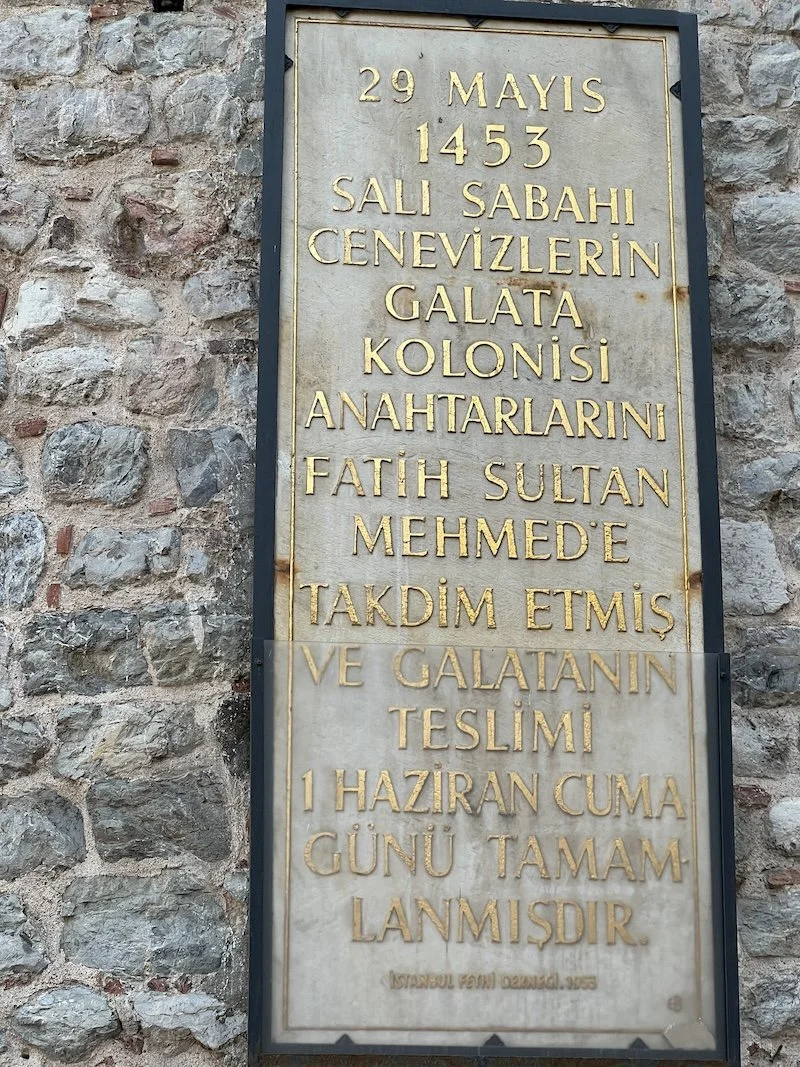 29 MAYIS
1453
SALI SABAHI
CENEVİZLERİN
GALATA
KOLONİSİ
ANAHTARLARINI
FATİH SULTAN
MEHMED'E
TAKDİM ETMİŞ
VE GALATANIN
TESLİMİ
1 HAZİRAN CUMA
GÜNÜ TAMAM-
LANMIŞDIR.
İSTANBUL FETHİ DERNEĞİ. 1953